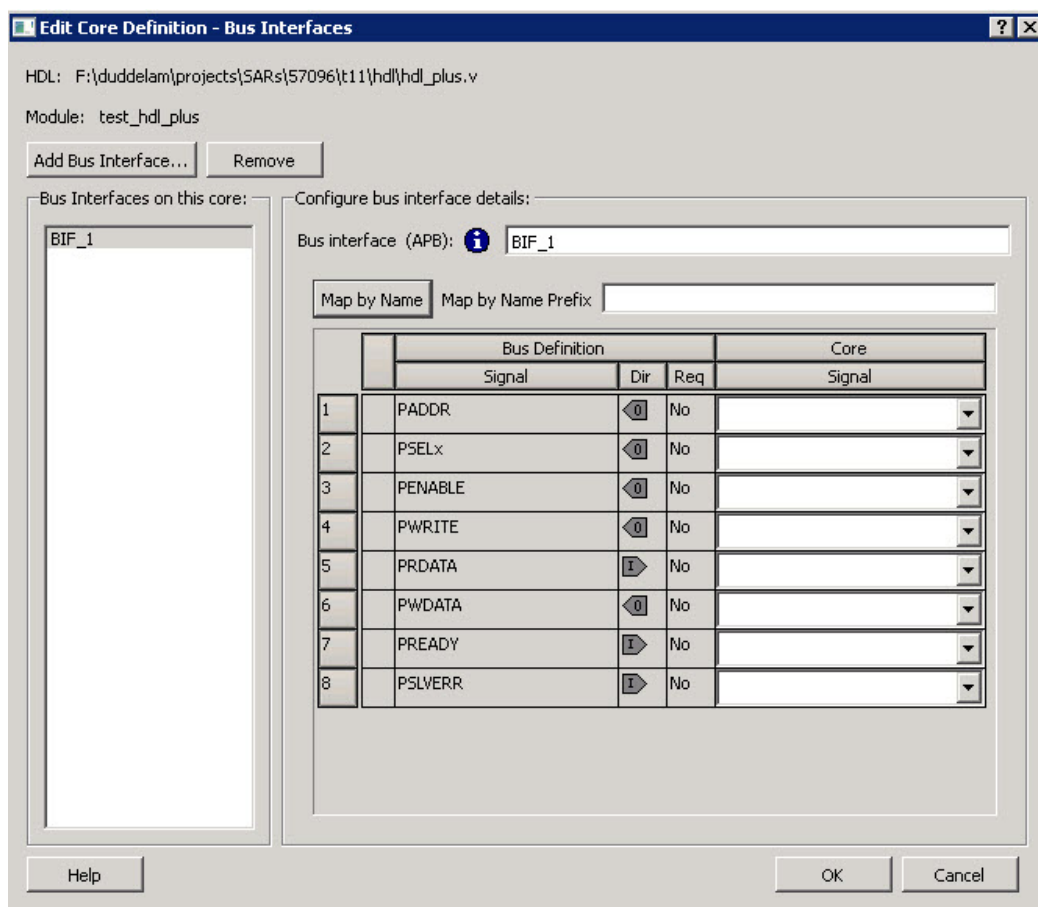 Edit Core Definition - Bus Interfaces
HDL: F:\duddelam\projects\SARs\57096\t11\hdl\hdl_plus.v
Module: test_hdl_plus
Add Bus Interface... Remove
Bus Interfaces on this core:
BIF_1
Configure bus interface details:
Bus interface (APB): BIF_1
Map by Name Map by Name Prefix
Bus Definition Core
Signal Dir Req Signal
1 PADDR O No
2 PSELx O No
3 PENABLE O No
4 PWRITE O No
5 PRDATA I No
6 PWDATA O No
7 PREADY I No
8 PSLVERR I No
Help OK Cancel